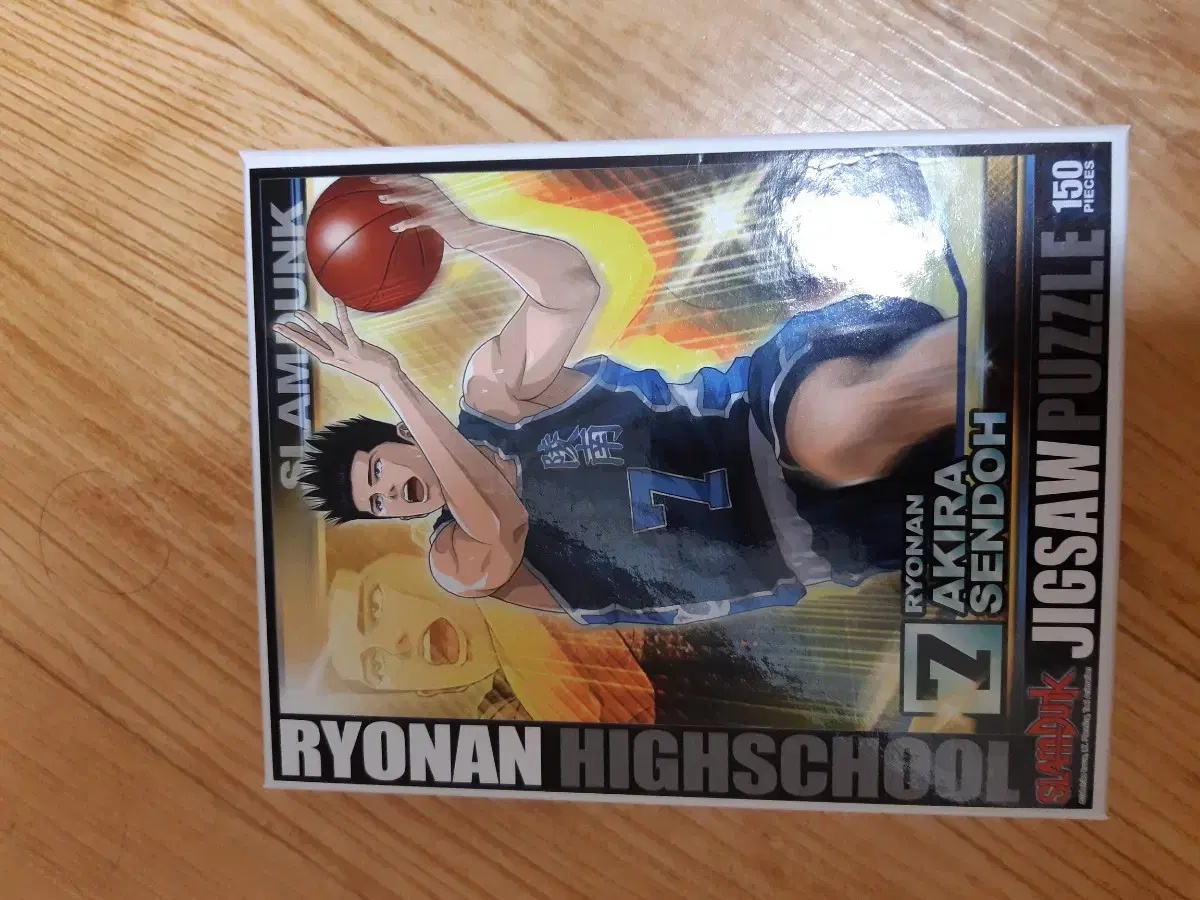 RYONAN HIGHSCHOOL
SLAM DUNK
陵南
7
7
RYONAN
AKIRA
SENDOH
SLAM DUNK
JIGSAW PUZZLE
150
PIECES